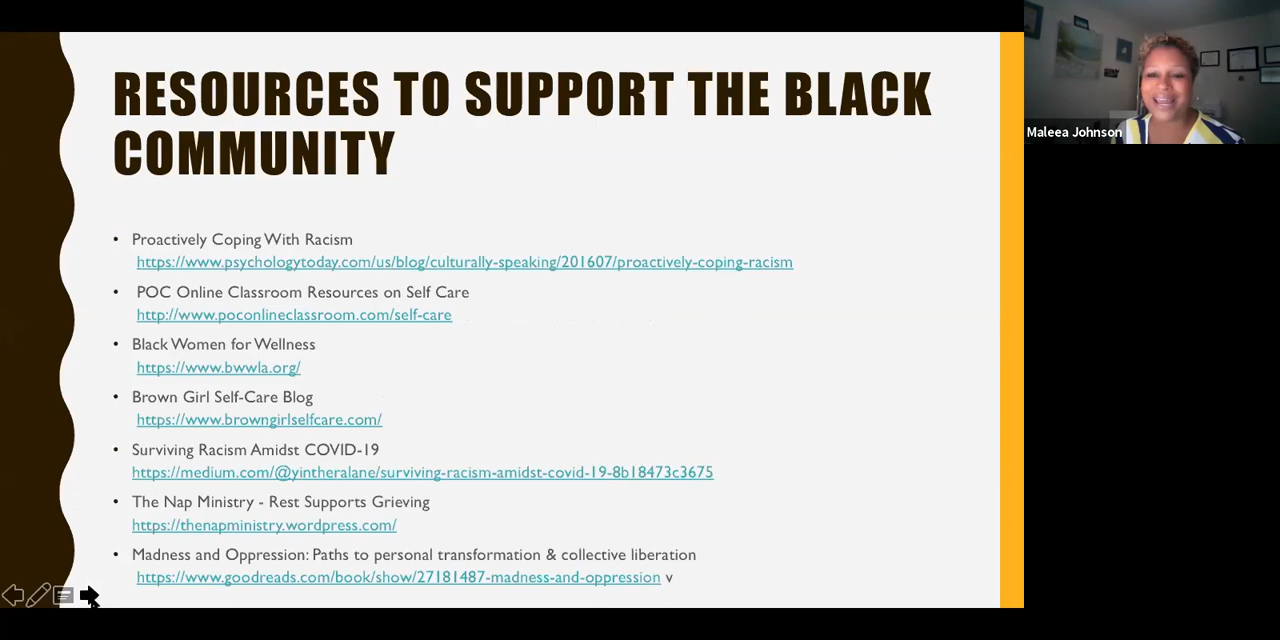 RESOURCES TO SUPPORT THE BLACK
COMMUNITY
Maleea Johnson
• Proactively Coping With Racism
https://www.psychologytoday.com/us/blog/culturally-speaking/201607/proactively-coping-racism
• POC Online Classroom Resources on Self Care
http://www.poconlineclassroom.com/self-care
• Black Women for Wellness
https://www.bwwla.org/
• Brown Girl Self-Care Blog
https://www.browngirlselfcare.com/
• Surviving Racism Amidst COVID-19
https://medium.com/@yintheralane/surviving-racism-amidst-covid-19-8b18473c3675
• The Nap Ministry - Rest Supports Grieving
https://thenapministry.wordpress.com/
• Madness and Oppression: Paths to personal transformation & collective liberation
https://www.goodreads.com/book/show/27181487-madness-and-oppression v